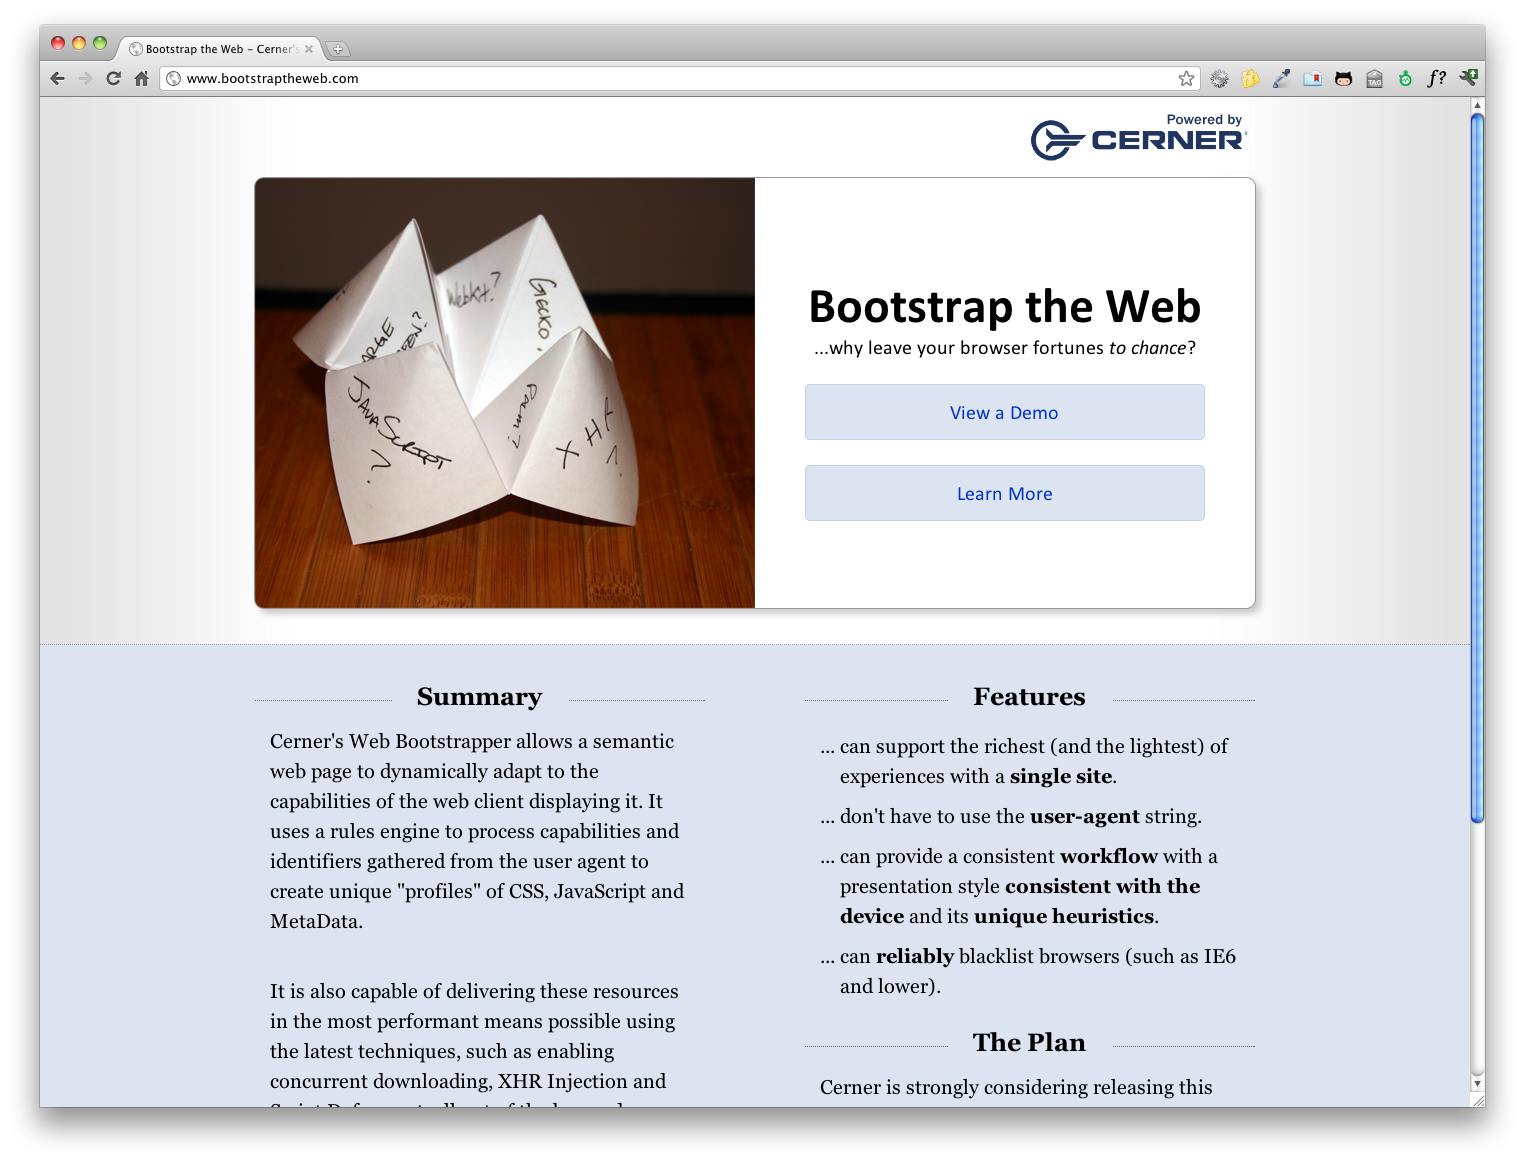 Bootstrap the Web – Cerner's
www.bootstraptheweb.com
TAG
f?
Powered by
CERNER
WebKit?
Gecko,
JAVASCRIPT
?
XHR
?
Bootstrap the Web
...why leave your browser fortunes to chance?
View a Demo
Learn More
Summary
Cerner's Web Bootstrapper allows a semantic
web page to dynamically adapt to the
capabilities of the web client displaying it. It
uses a rules engine to process capabilities and
identifiers gathered from the user agent to
create unique "profiles" of CSS, JavaScript and
MetaData.
It is also capable of delivering these resources
in the most performant means possible using
the latest techniques, such as enabling
concurrent downloading, XHR Injection and
Features
... can support the richest (and the lightest) of
experiences with a single site.
... don't have to use the user-agent string.
... can provide a consistent workflow with a
presentation style consistent with the
device and its unique heuristics.
... can reliably blacklist browsers (such as IE6
and lower).
The Plan
Cerner is strongly considering releasing this